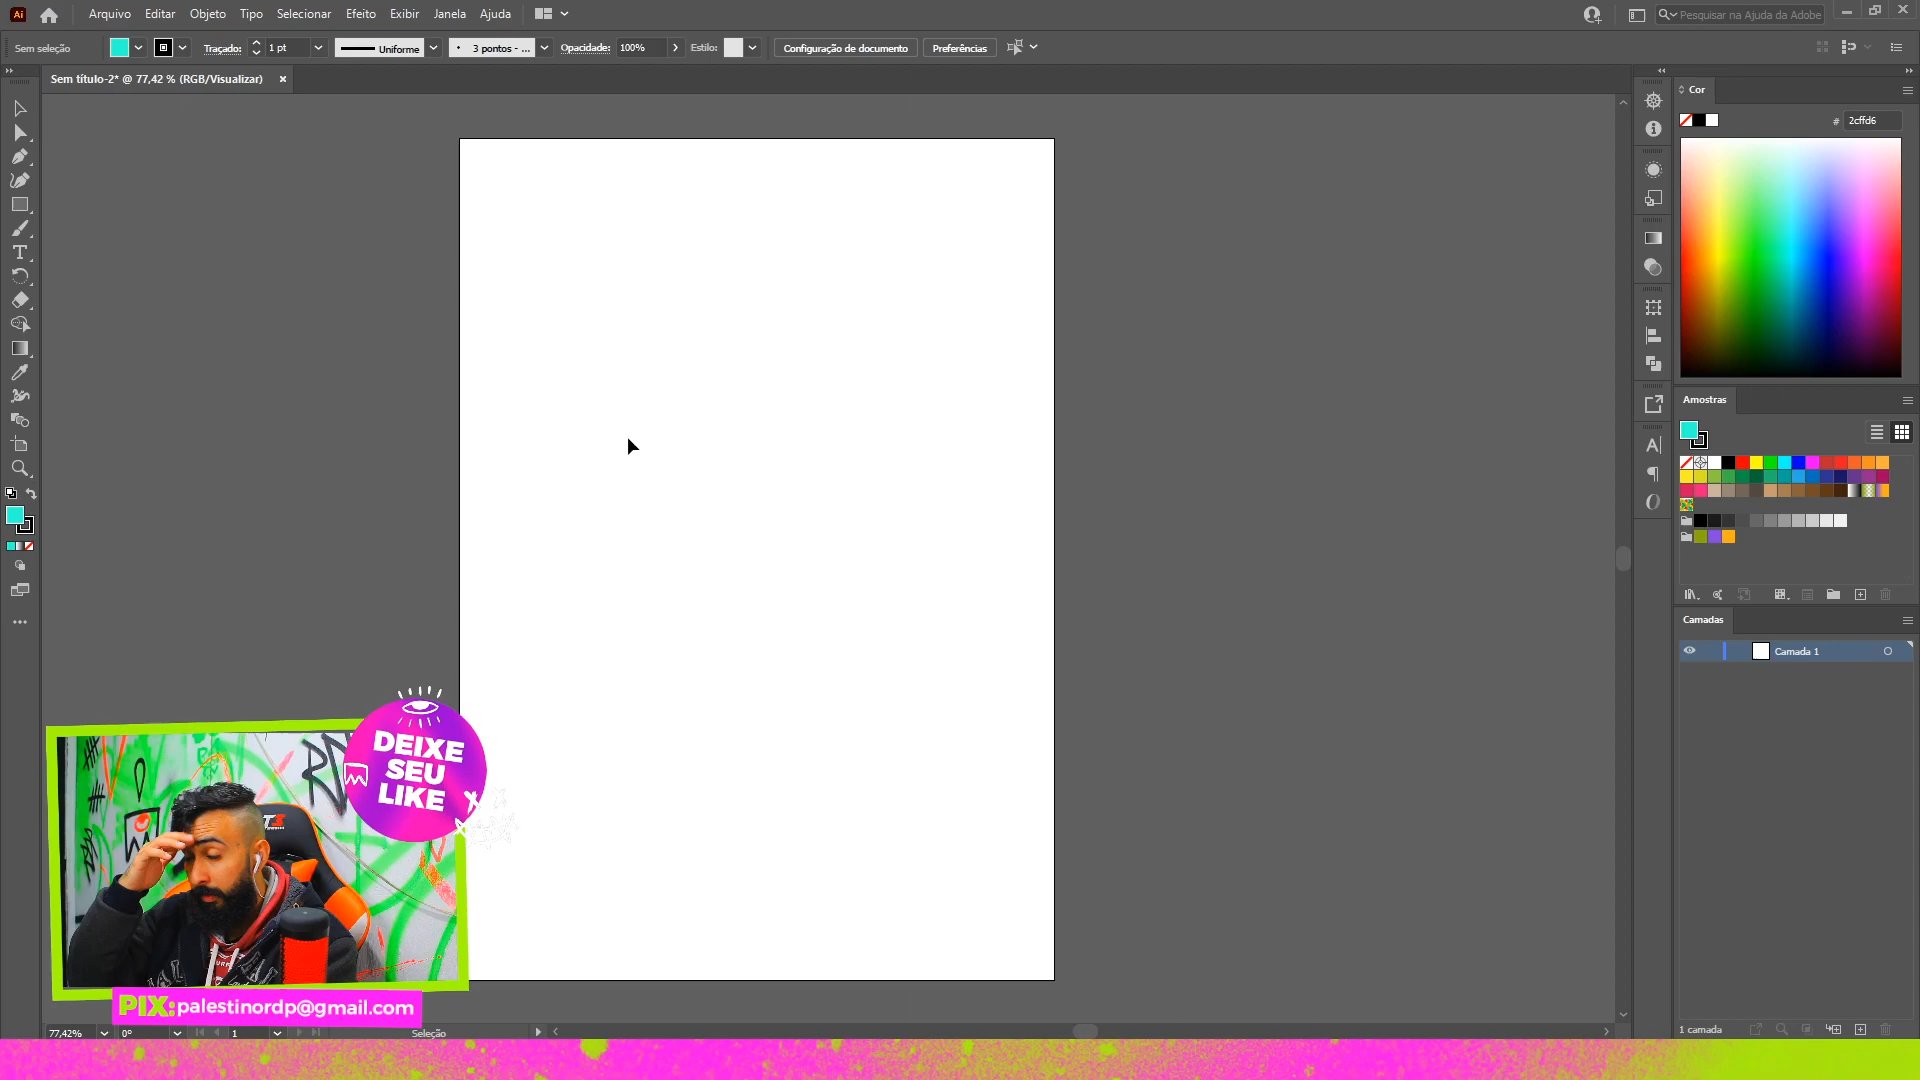 Ai
Arquivo Editar Objeto Tipo Selecionar Efeito Exibir Janela Ajuda
Pesquisar na Ajuda da Adobe
Sem seleção
Traçado: 1 pt
Uniforme
3 pontos - ...
Opacidade: 100%
Estilo:
Configuração de documento
Preferências
Sem título-2* @ 77,42 % (RGB/Visualizar)
Cor
# 2cffd6
Amostras
Camadas
Camada 1
DEIXE
SEU
LIKE
PIX:palestinordp@gmail.com
77,42% 0° 1 Seleção
1 camada